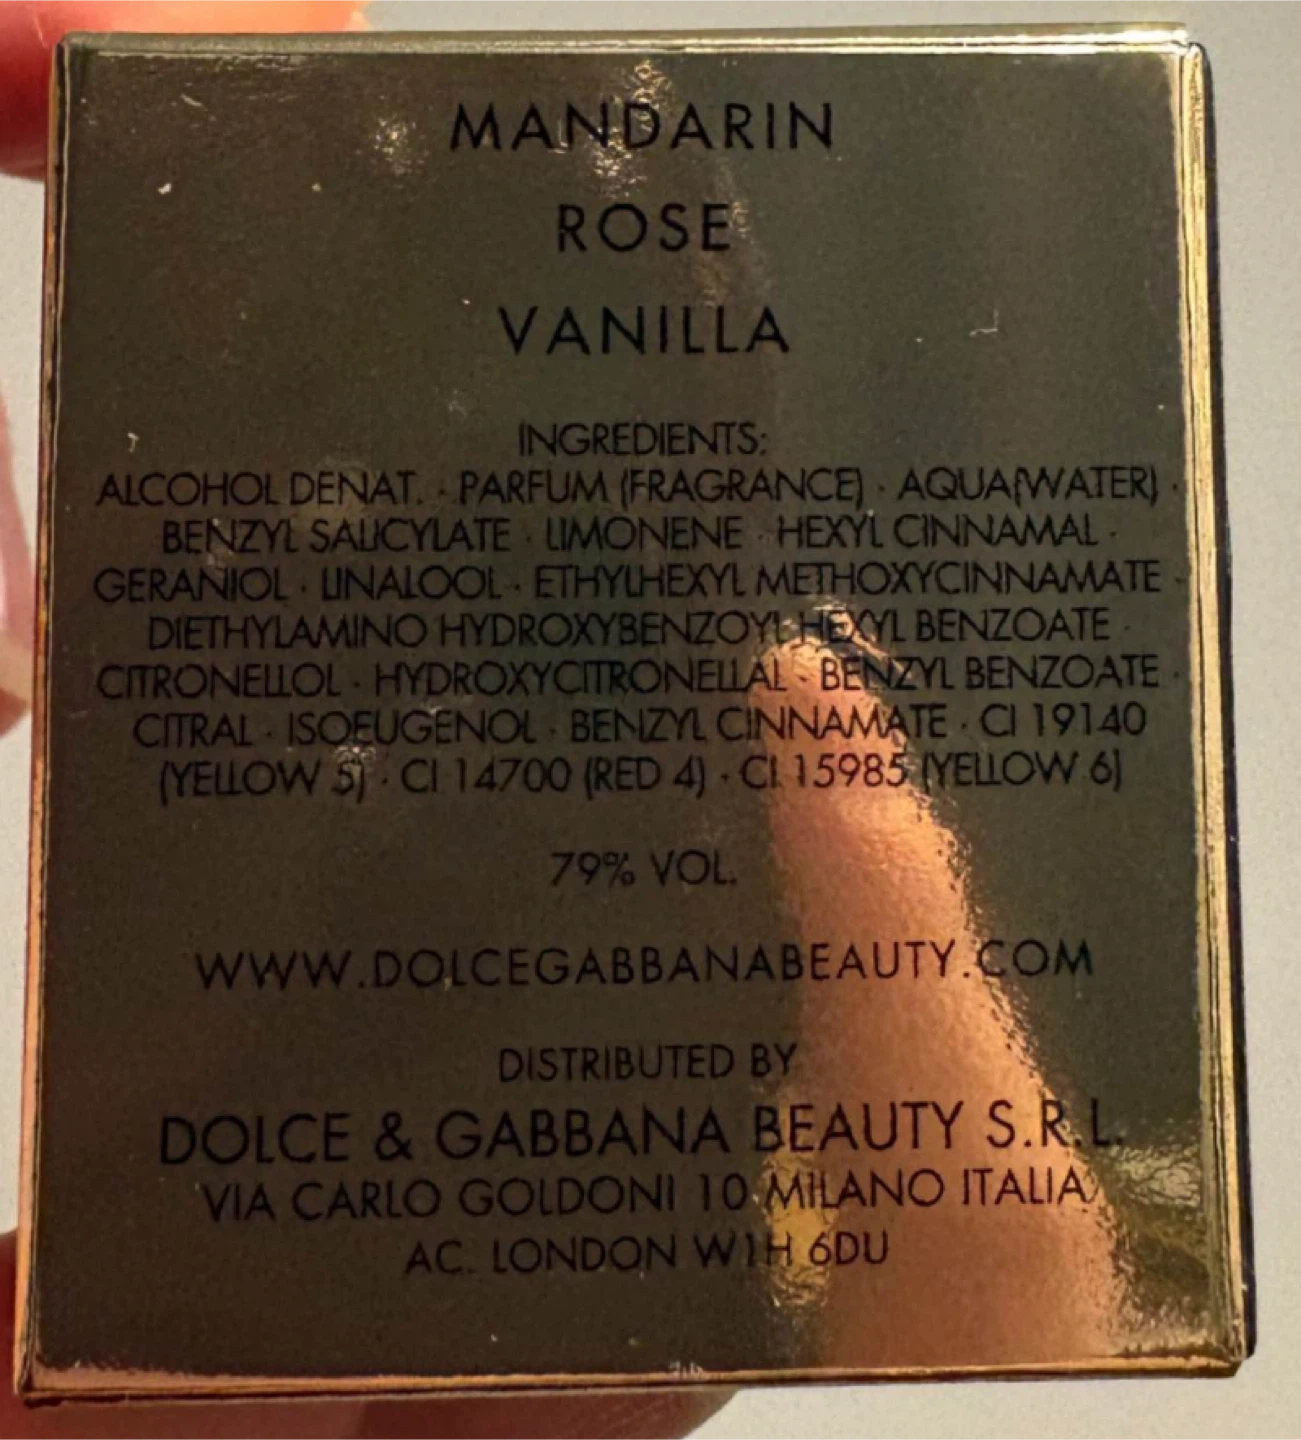 MANDARIN
ROSE
VANILLA
INGREDIENTS:
ALCOHOL DENAT. · PARFUM (FRAGRANCE) · AQUA(WATER) ·
BENZYL SALICYLATE · LIMONENE · HEXYL CINNAMAL ·
GERANIOL · LINALOOL · ETHYLHEXYL METHOXYCINNAMATE ·
DIETHYLAMINO HYDROXYBENZOYL HEXYL BENZOATE ·
CITRONELLOL · HYDROXYCITRONELLAL · BENZYL BENZOATE ·
CITRAL · ISOEUGENOL · BENZYL CINNAMATE · CI 19140
(YELLOW 5) · CI 14700 (RED 4) · CI 15985 (YELLOW 6)
79% VOL.
WWW.DOLCEGABBANABEAUTY.COM
DISTRIBUTED BY
DOLCE & GABBANA BEAUTY S.R.L.
VIA CARLO GOLDONI 10 MILANO ITALIA
AC. LONDON W1H 6DU